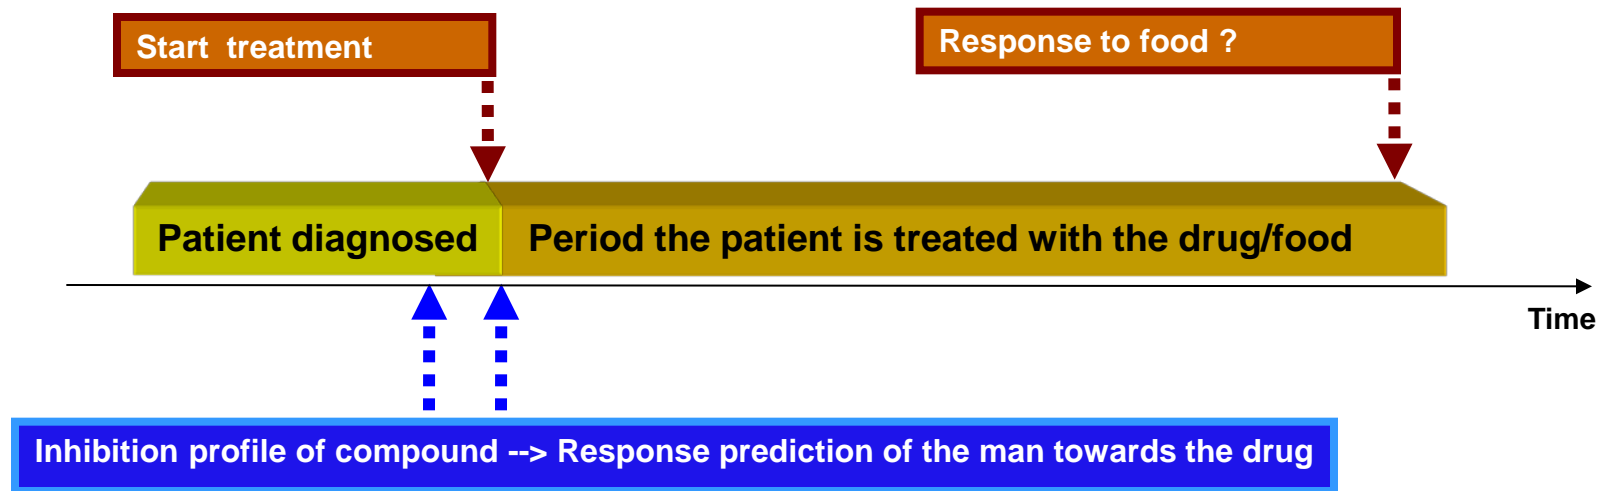 Start treatment
Response to food ?
Patient diagnosed
Period the patient is treated with the drug/food
Time
Inhibition profile of compound --> Response prediction of the man towards the drug